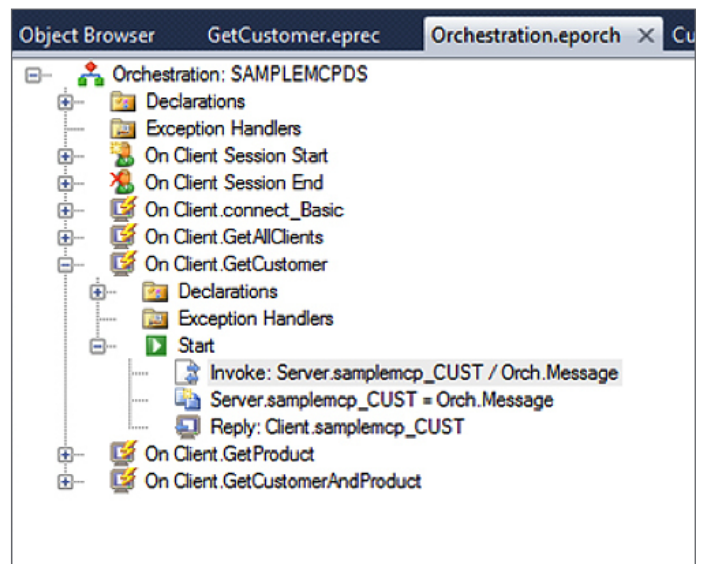 Object Browser GetCustomer.eprec Orchestration.eporch Cu
Orchestration: SAMPLEMCPDS
Declarations
Exception Handlers
On Client Session Start
On Client Session End
On Client.connect_Basic
On Client.GetAllClients
On Client.GetCustomer
Declarations
Exception Handlers
Start
Invoke: Server.samplemcp_CUST / Orch.Message
Server.samplemcp_CUST = Orch.Message
Reply: Client.samplemcp_CUST
On Client.GetProduct
On Client.GetCustomerAndProduct